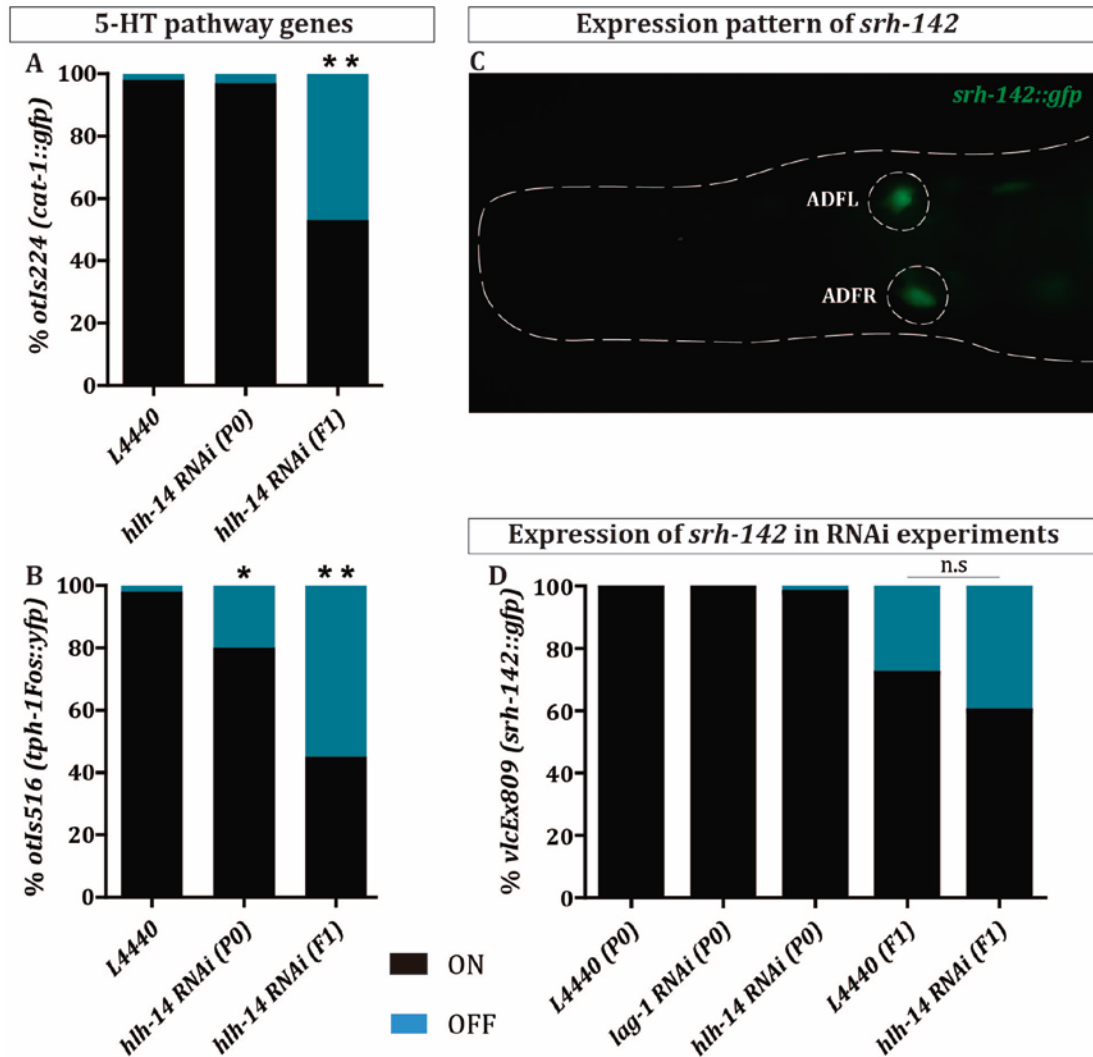 5-HT pathway genes
A
% otIs224 (cat-1::gfp)
100
80
60
40
20
0
* *
L4440
hlh-14 RNAi (P0)
hlh-14 RNAi (F1)
B
% otIs516 (tph-1Fos::yfp)
100
80
60
40
20
0
*
* *
L4440
hlh-14 RNAi (P0)
hlh-14 RNAi (F1)
ON
OFF
Expression pattern of srh-142
C
srh-142::gfp
ADFL
ADFR
Expression of srh-142 in RNAi experiments
D
n.s
% vlcEx809 (srh-142::gfp)
100
80
60
40
20
0
L4440 (P0)
lag-1 RNAi (P0)
hlh-14 RNAi (P0)
L4440 (F1)
hlh-14 RNAi (F1)